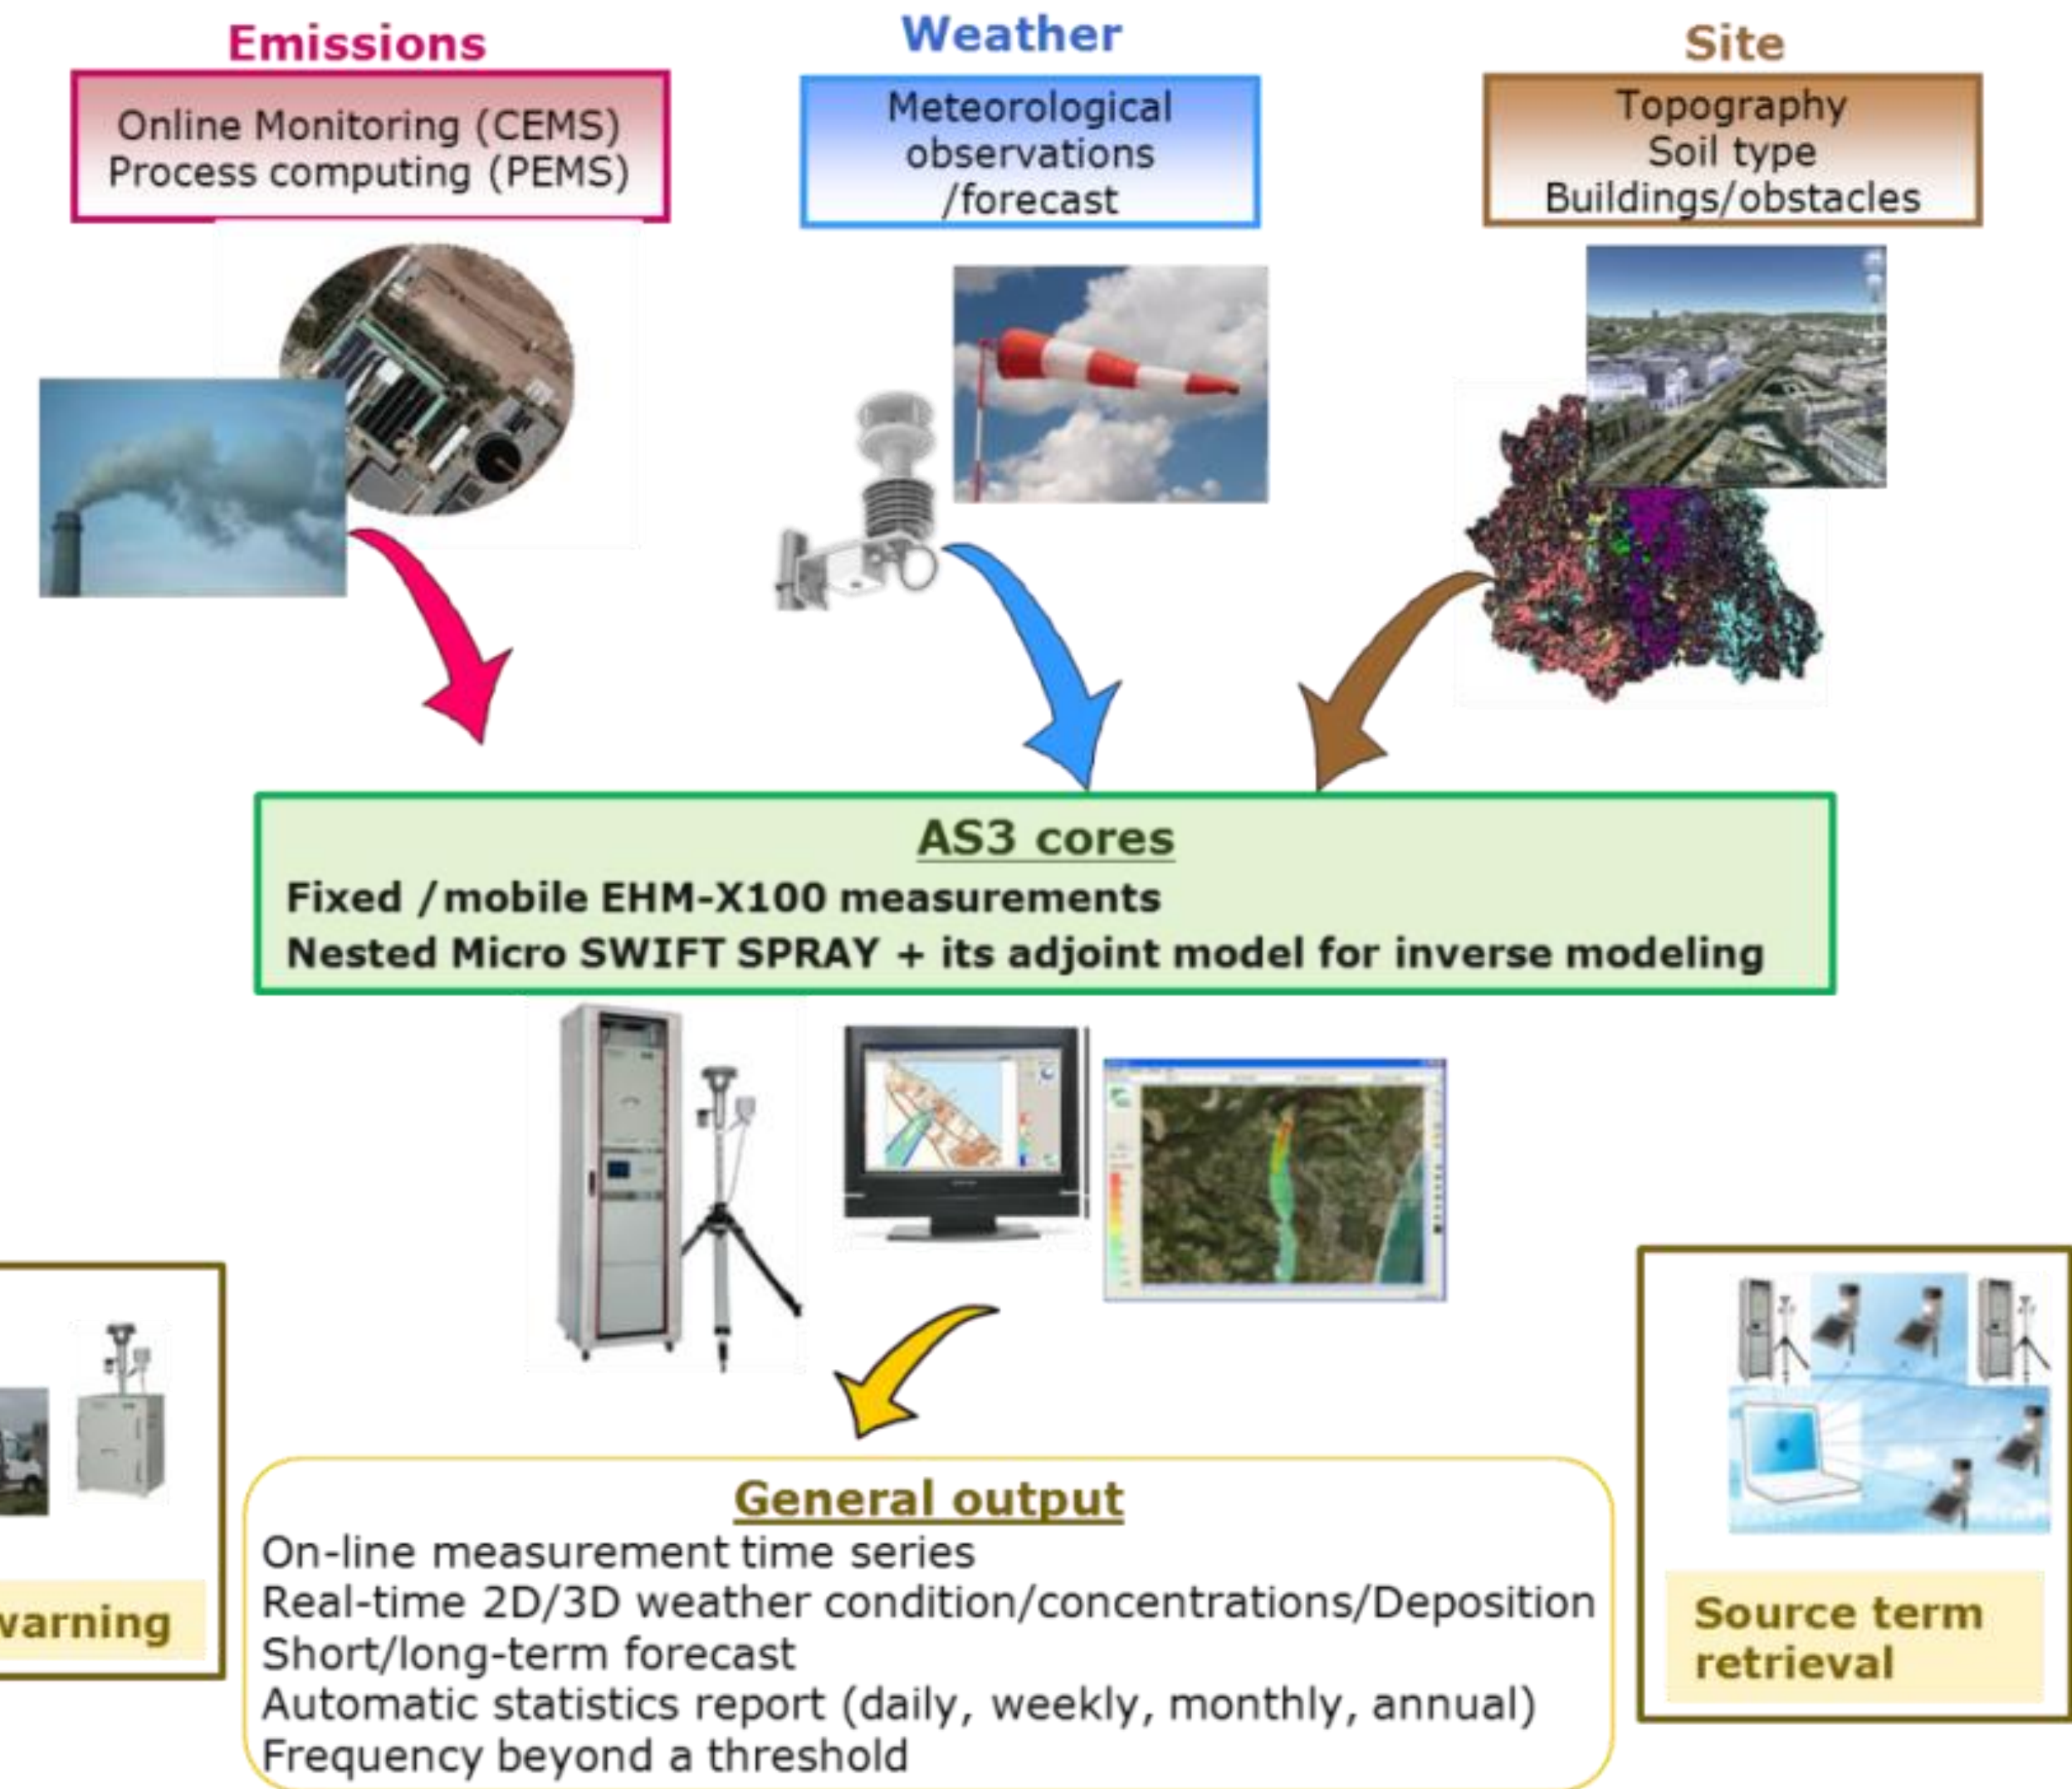 Emissions
Online Monitoring (CEMS)
Process computing (PEMS)
Weather
Meteorological
observations
/forecast
Site
Topography
Soil type
Buildings/obstacles
AS3 cores
Fixed /mobile EHM-X100 measurements
Nested Micro SWIFT SPRAY + its adjoint model for inverse modeling
warning
General output
On-line measurement time series
Real-time 2D/3D weather condition/concentrations/Deposition
Short/long-term forecast
Automatic statistics report (daily, weekly, monthly, annual)
Frequency beyond a threshold
Source term
retrieval